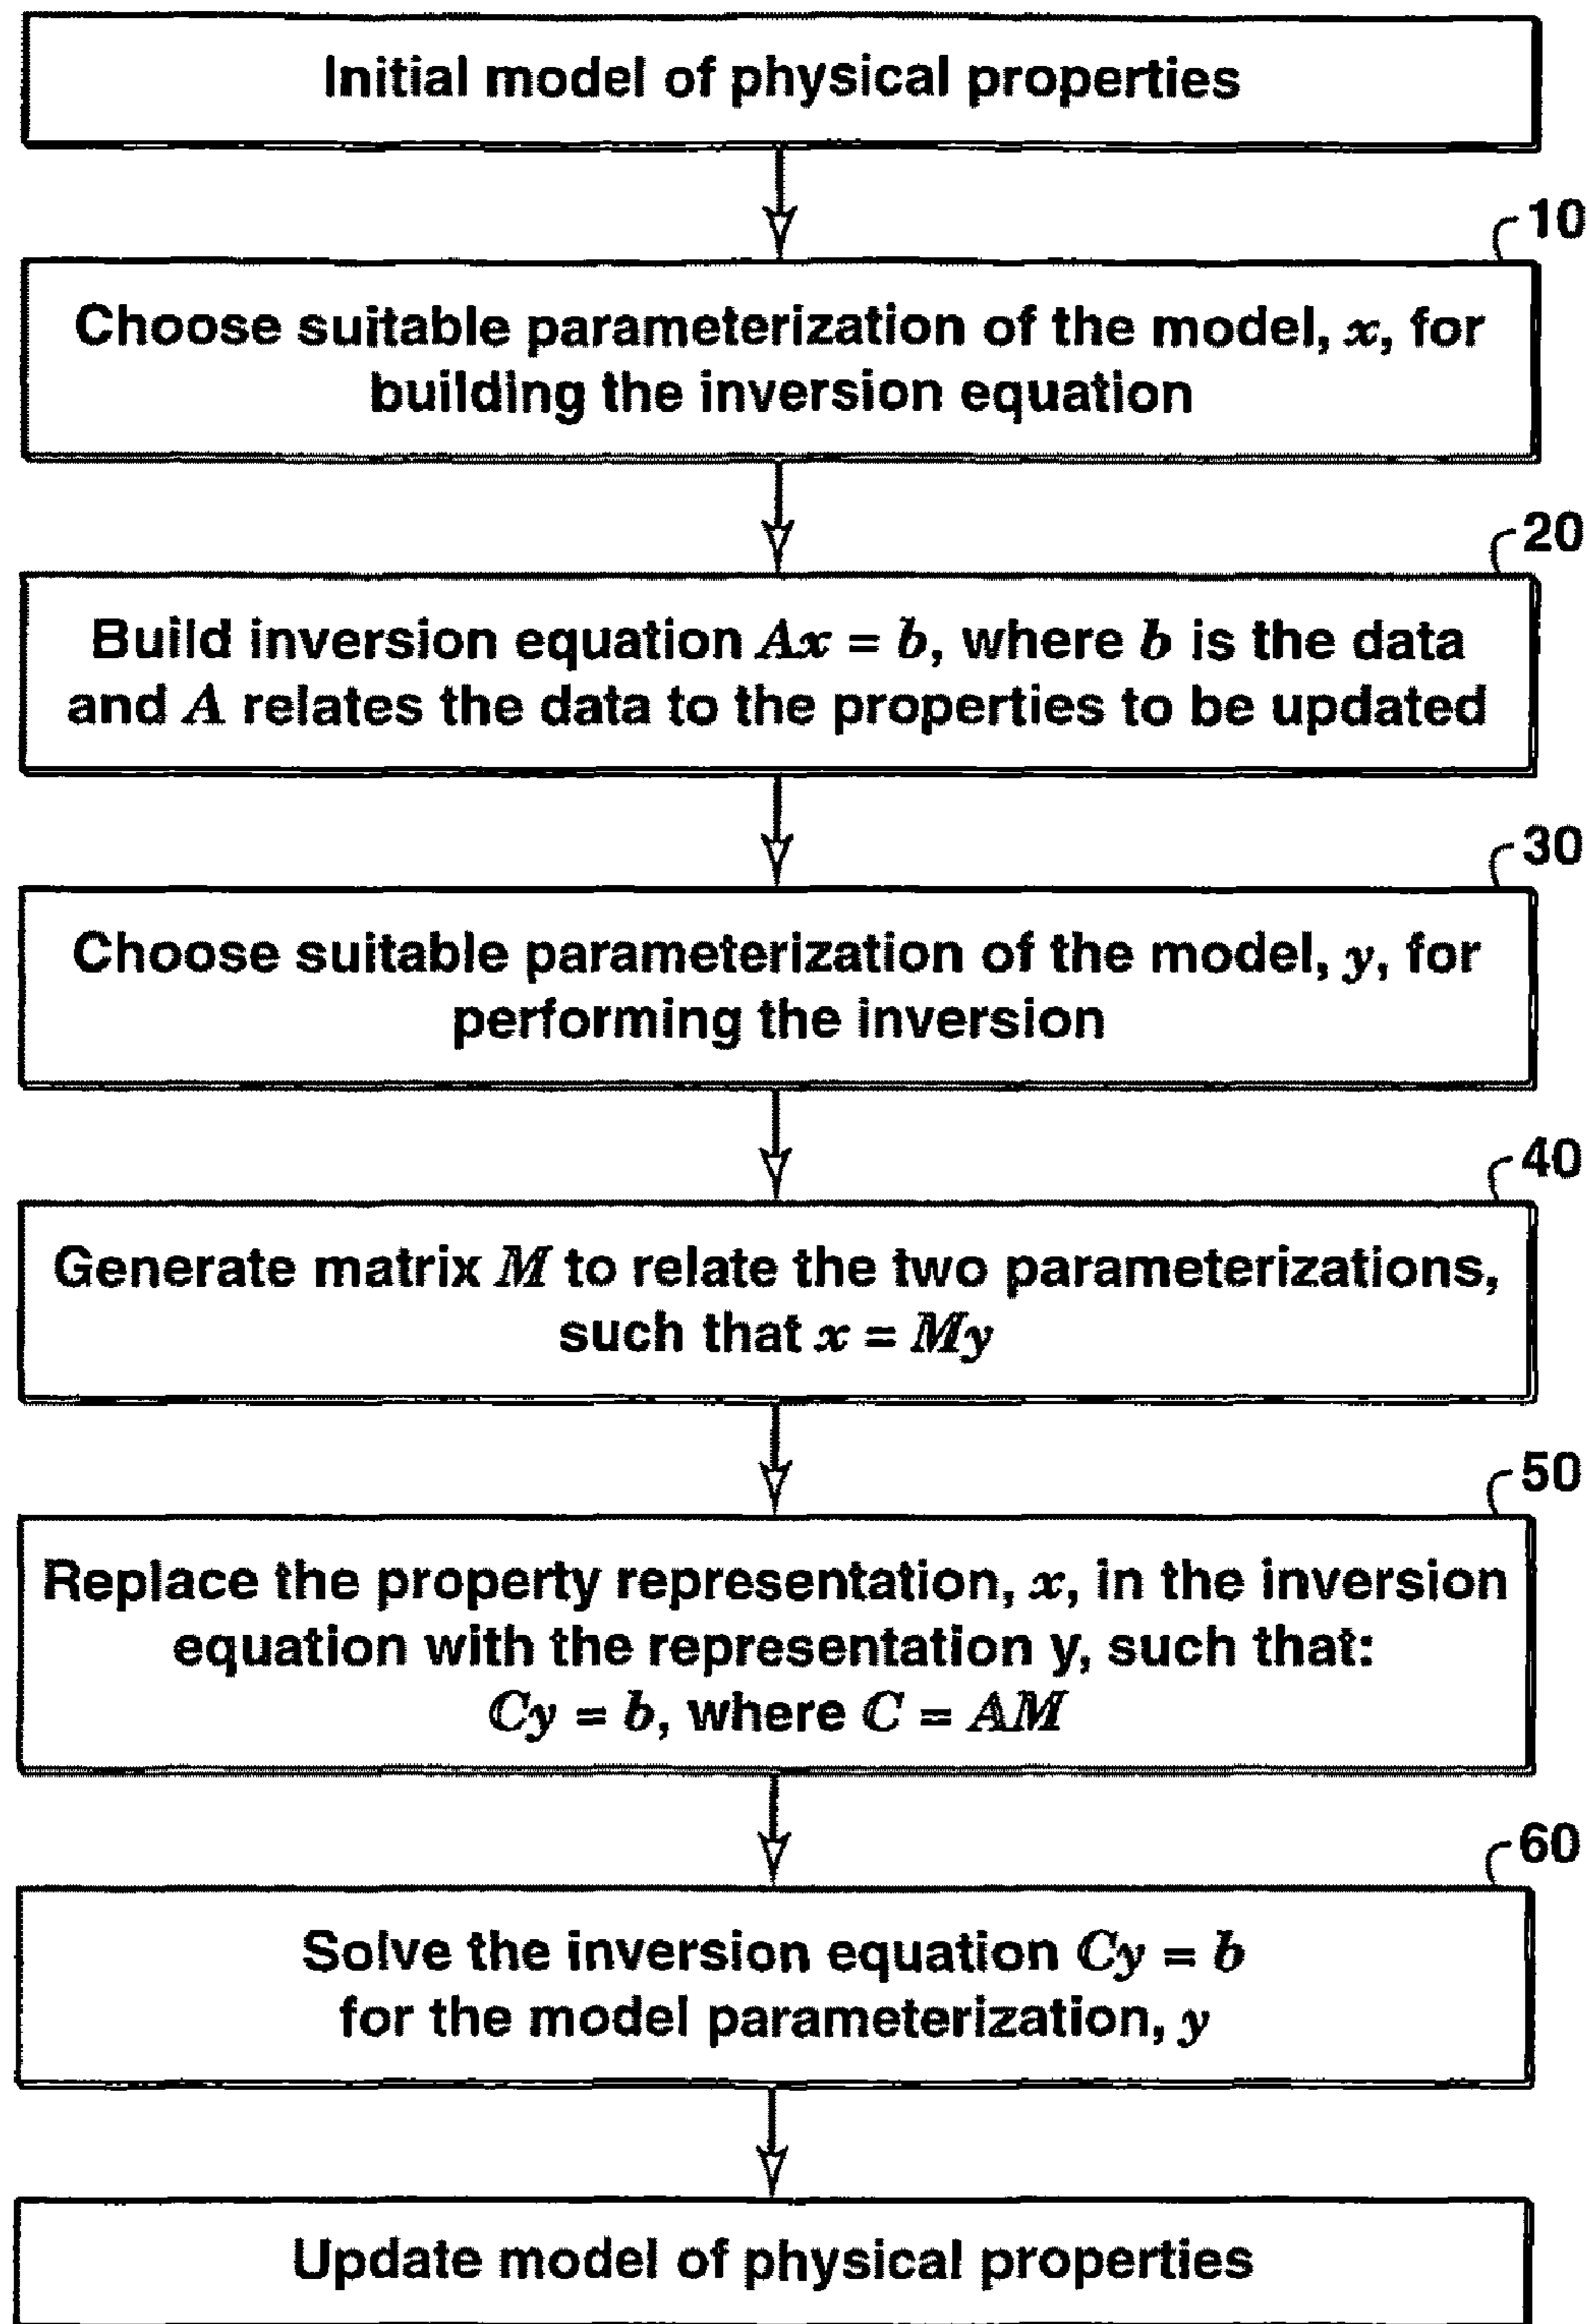 Initial model of physical properties
10
Choose suitable parameterization of the model, x, for
building the inversion equation
20
Build inversion equation Ax = b, where b is the data
and A relates the data to the properties to be updated
30
Choose suitable parameterization of the model, y, for
performing the inversion
40
Generate matrix M to relate the two parameterizations,
such that x = My
50
Replace the property representation, x, in the inversion
equation with the representation y, such that:
Cy = b, where C = AM
60
Solve the inversion equation Cy = b
for the model parameterization, y
Update model of physical properties